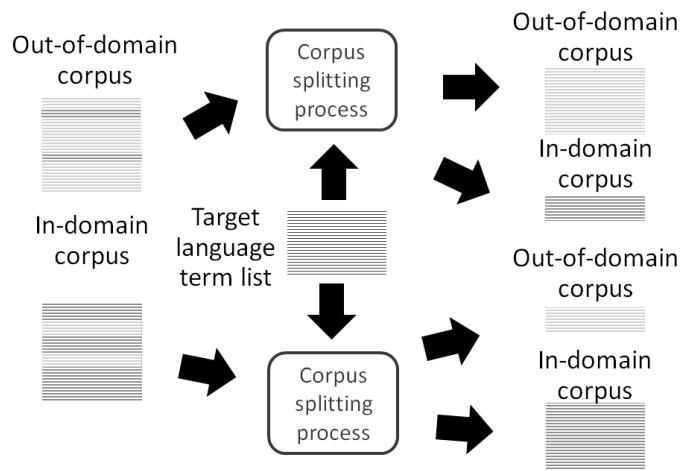 Out-of-domain
corpus
In-domain
corpus
Corpus
splitting
process
Target
language
term list
Corpus
splitting
process
Out-of-domain
corpus
In-domain
corpus
Out-of-domain
corpus
In-domain
corpus